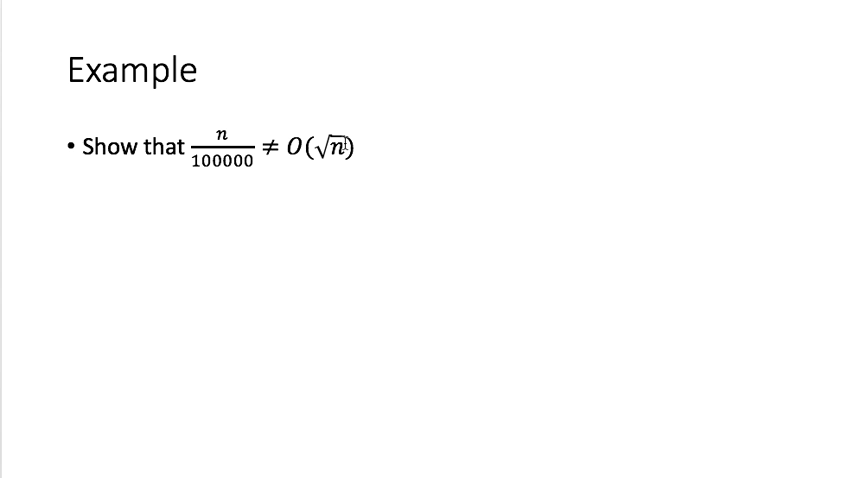 Example
• Show that n/100000 ≠ O(√n)